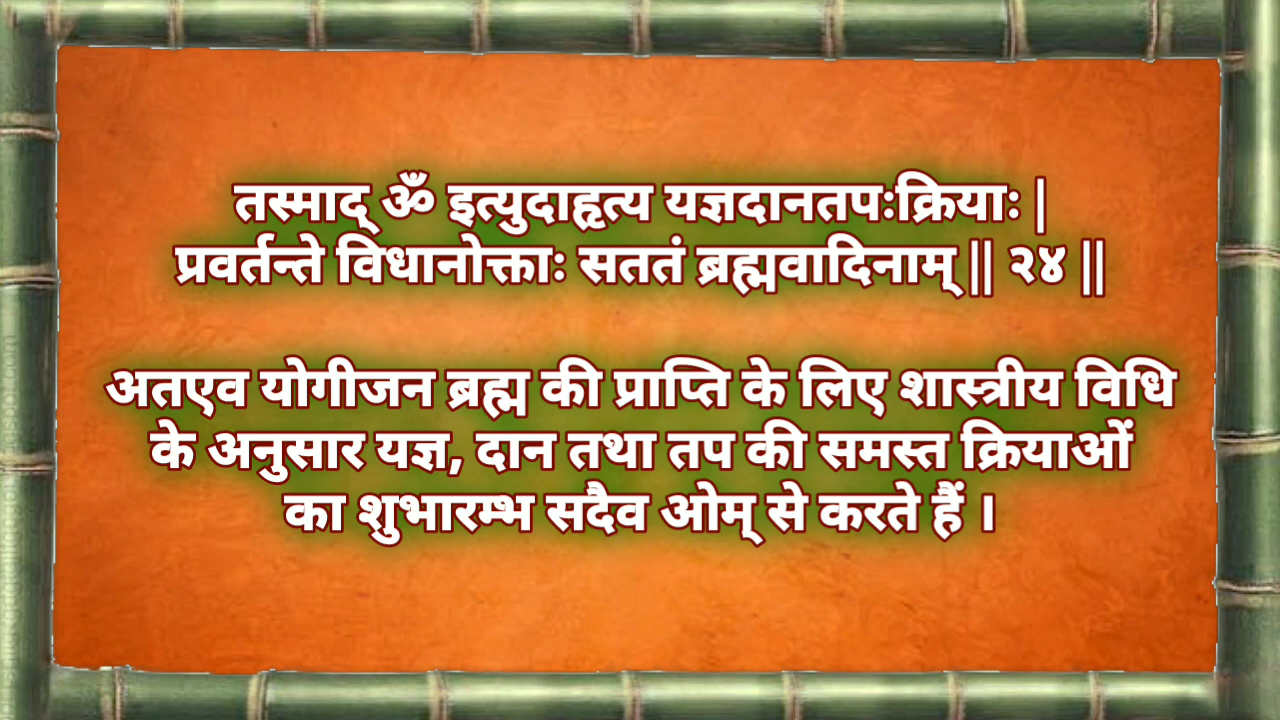 तस्माद् ॐ इत्युदाहृत्य यज्ञदानतपःक्रियाः |
प्रवर्तन्ते विधानोक्ताः सततं ब्रह्मवादिनाम् || २४ ||
अतएव योगीजन ब्रह्म की प्राप्ति के लिए शास्त्रीय विधि
के अनुसार यज्ञ, दान तथा तप की समस्त क्रियाओं
का शुभारम्भ सदैव ओम् से करते हैं ।